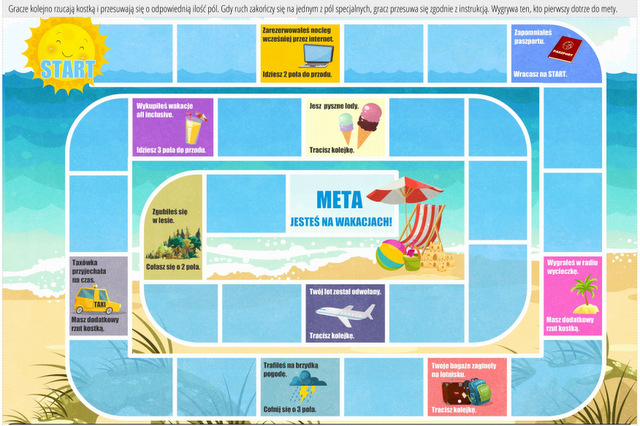 Gracze kolejno rzucają kostką i przesuwają się o odpowiednią ilość pól. Gdy ruch zakończy się na jednym z pól specjalnych, gracz przesuwa się zgodnie z instrukcją. Wygrywa ten, kto pierwszy dotrze do mety.
START
Zarezerwowałeś nocleg
wcześniej przez internet.
Idziesz 2 pola do przodu.
Zapomniałeś
paszportu.
PASZPORT
Wracasz na START.
Wygrałeś w radiu
wycieczkę.
Masz dodatkowy
rzut kostką.
Twoje bagaże zaginęły
na lotnisku.
Tracisz kolejkę.
Trafiłeś na brzydką
pogodę.
Cofnij się o 3 pola.
Taxówka
przyjechała
na czas.
TAXI
Masz dodatkowy
rzut kostką.
Wykupiłeś wakacje
all inclusive.
Idziesz 3 pola do przodu.
Jesz pyszne lody.
Tracisz kolejkę.
Twój lot został odwołany.
Tracisz kolejkę.
Zgubiłeś się
w lesie.
Cofasz się o 2 pola.
META
JESTEŚ NA WAKACJACH!